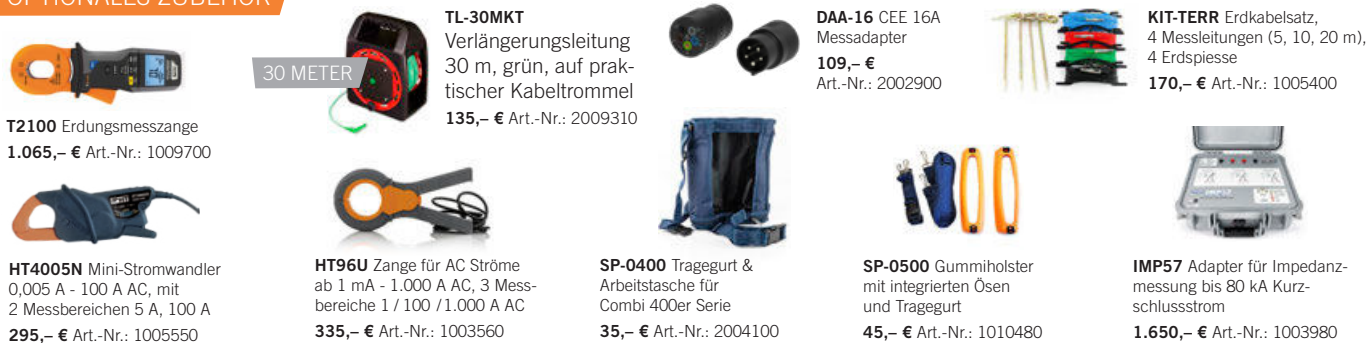 OPTIONALES ZUBEHÖR
T2100 Erdungsmesszange
1.065,– € Art.-Nr.: 1009700
30 METER
TL-30MKT
Verlängerungsleitung
30 m, grün, auf prak-
tischer Kabeltrommel
135,– € Art.-Nr.: 2009310
DAA-16 CEE 16A
Messadapter
109,– €
Art.-Nr.: 2002900
KIT-TERR Erdkabelsatz,
4 Messleitungen (5, 10, 20 m),
4 Erdspiesse
170,– € Art.-Nr.: 1005400
HT4005N Mini-Stromwandler
0,005 A - 100 A AC, mit
2 Messbereichen 5 A, 100 A
295,– € Art.-Nr.: 1005550
HT96U Zange für AC Ströme
ab 1 mA - 1.000 A AC, 3 Mess-
bereiche 1 / 100 /1.000 A AC
335,– € Art.-Nr.: 1003560
SP-0400 Tragegurt &
Arbeitstasche für
Combi 400er Serie
35,– € Art.-Nr.: 2004100
SP-0500 Gummiholster
mit integrierten Ösen
und Tragegurt
45,– € Art.-Nr.: 1010480
IMP57
IMP57 Adapter für Impedanz-
messung bis 80 kA Kurz-
schlussstrom
1.650,– € Art.-Nr.: 1003980